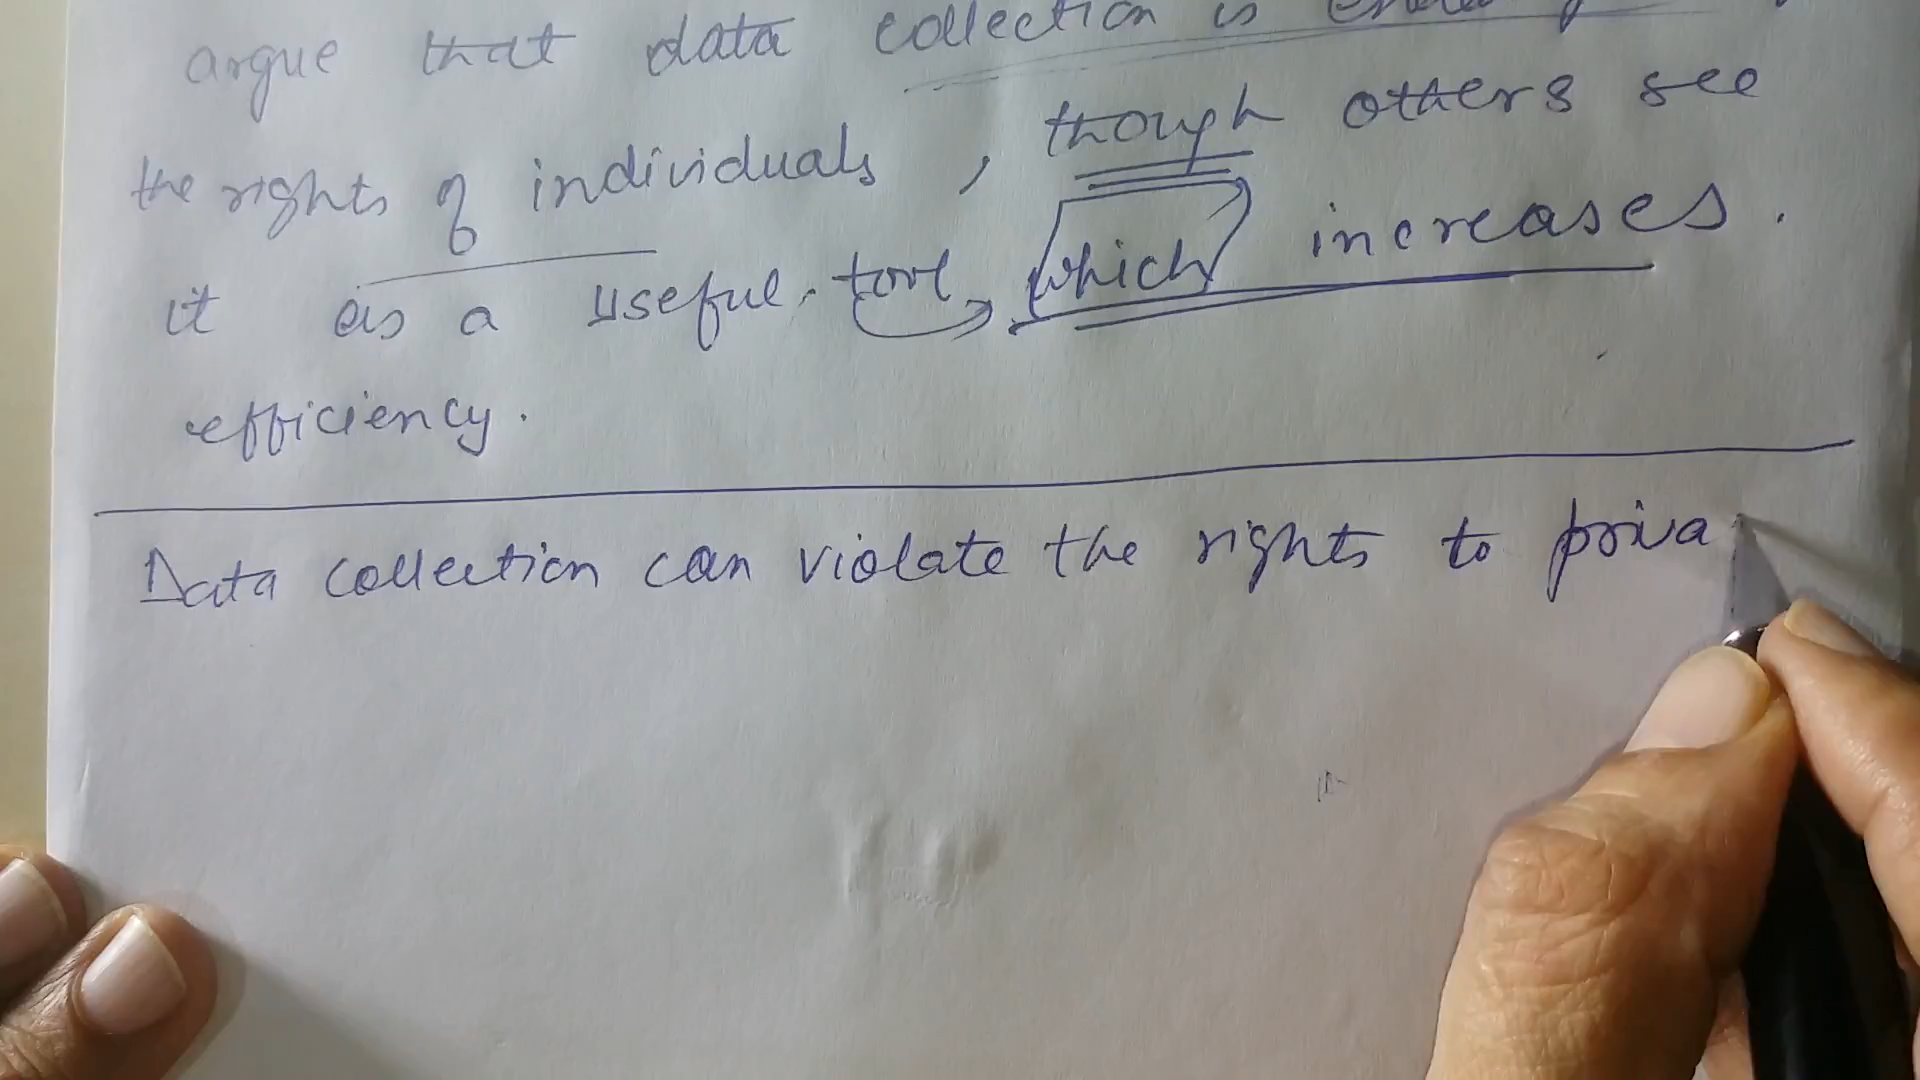 argue that data collection is
the rights of individuals, though others see
it as a useful tool, which increases.
efficiency.
Data collection can violate the rights to priva